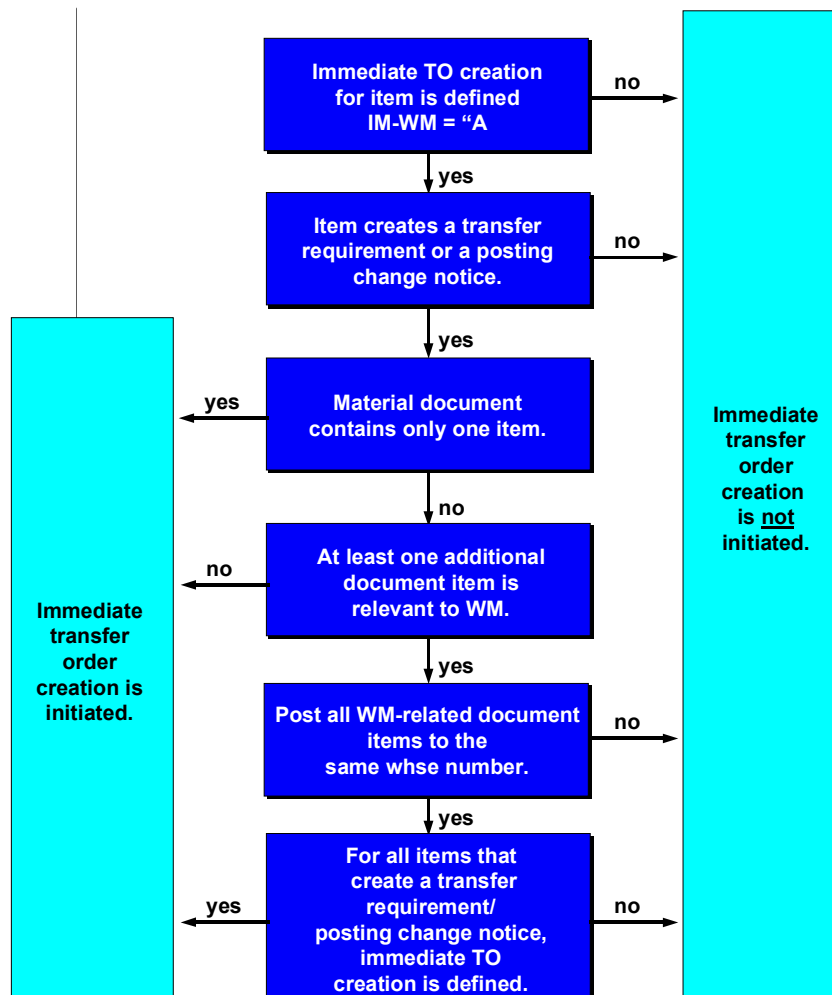 Immediate TO creation
for item is defined
IM-WM = “A
no
yes
Item creates a transfer
requirement or a posting
change notice.
no
yes
yes
Material document
contains only one item.
no
no
At least one additional
document item is
relevant to WM.
yes
Post all WM-related document
items to the
same whse number.
no
yes
yes
For all items that
create a transfer
requirement/
posting change notice,
immediate TO
creation is defined.
no
Immediate
transfer
order
creation is
initiated.
Immediate
transfer
order
creation
is not
initiated.